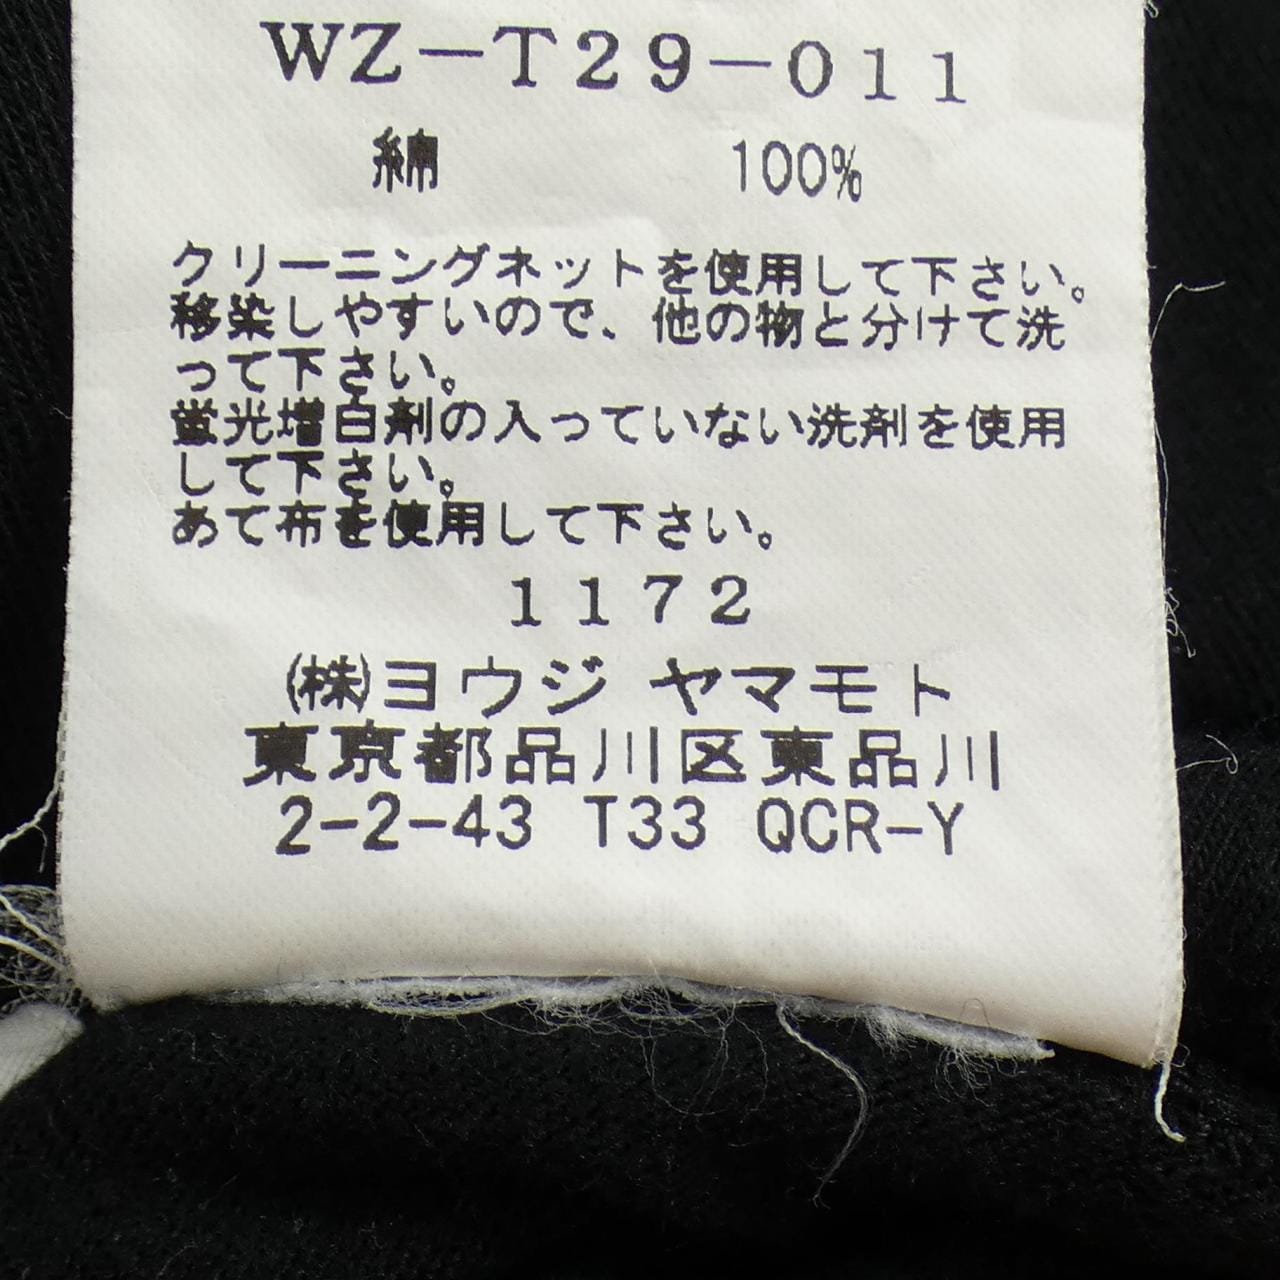 WZ-T29-011
綿 100%
クリーニングネットを使用して下さい。
移染しやすいので、他の物と分けて洗
って下さい。
蛍光増白剤の入っていない洗剤を使用
して下さい。
あて布を使用して下さい。
1172
(株)ヨウジ ヤマモト
東京都品川区東品川
2-2-43 T33 QCR-Y